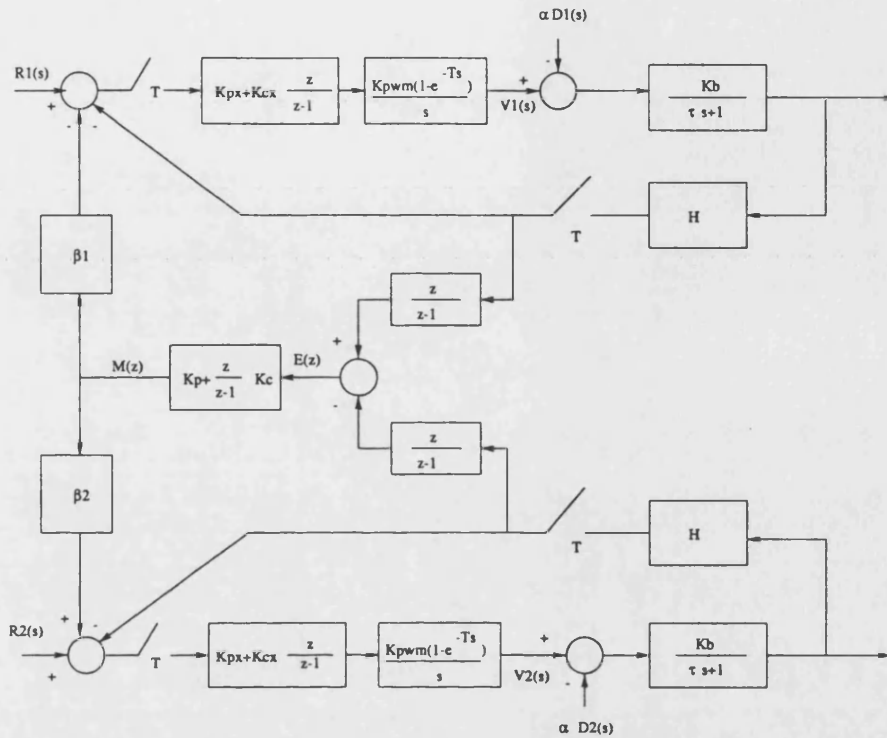 α D1(s)
R1(s)
+
-
-
T
Kpx+Kcx z
z-1
Kpwm(1-e -Ts )
s
+
V1(s)
-
Kb
τ s+1
β1
T
H
z
z-1
+
M(z)
Kp+ z Kc
z-1
E(z)
-
z
z-1
β2
T
H
+
-
R2(s)
+
T
Kpx+Kcx z
z-1
Kpwm(1-e -Ts )
s
+
V2(s)
-
Kb
τ s+1
α D2(s)